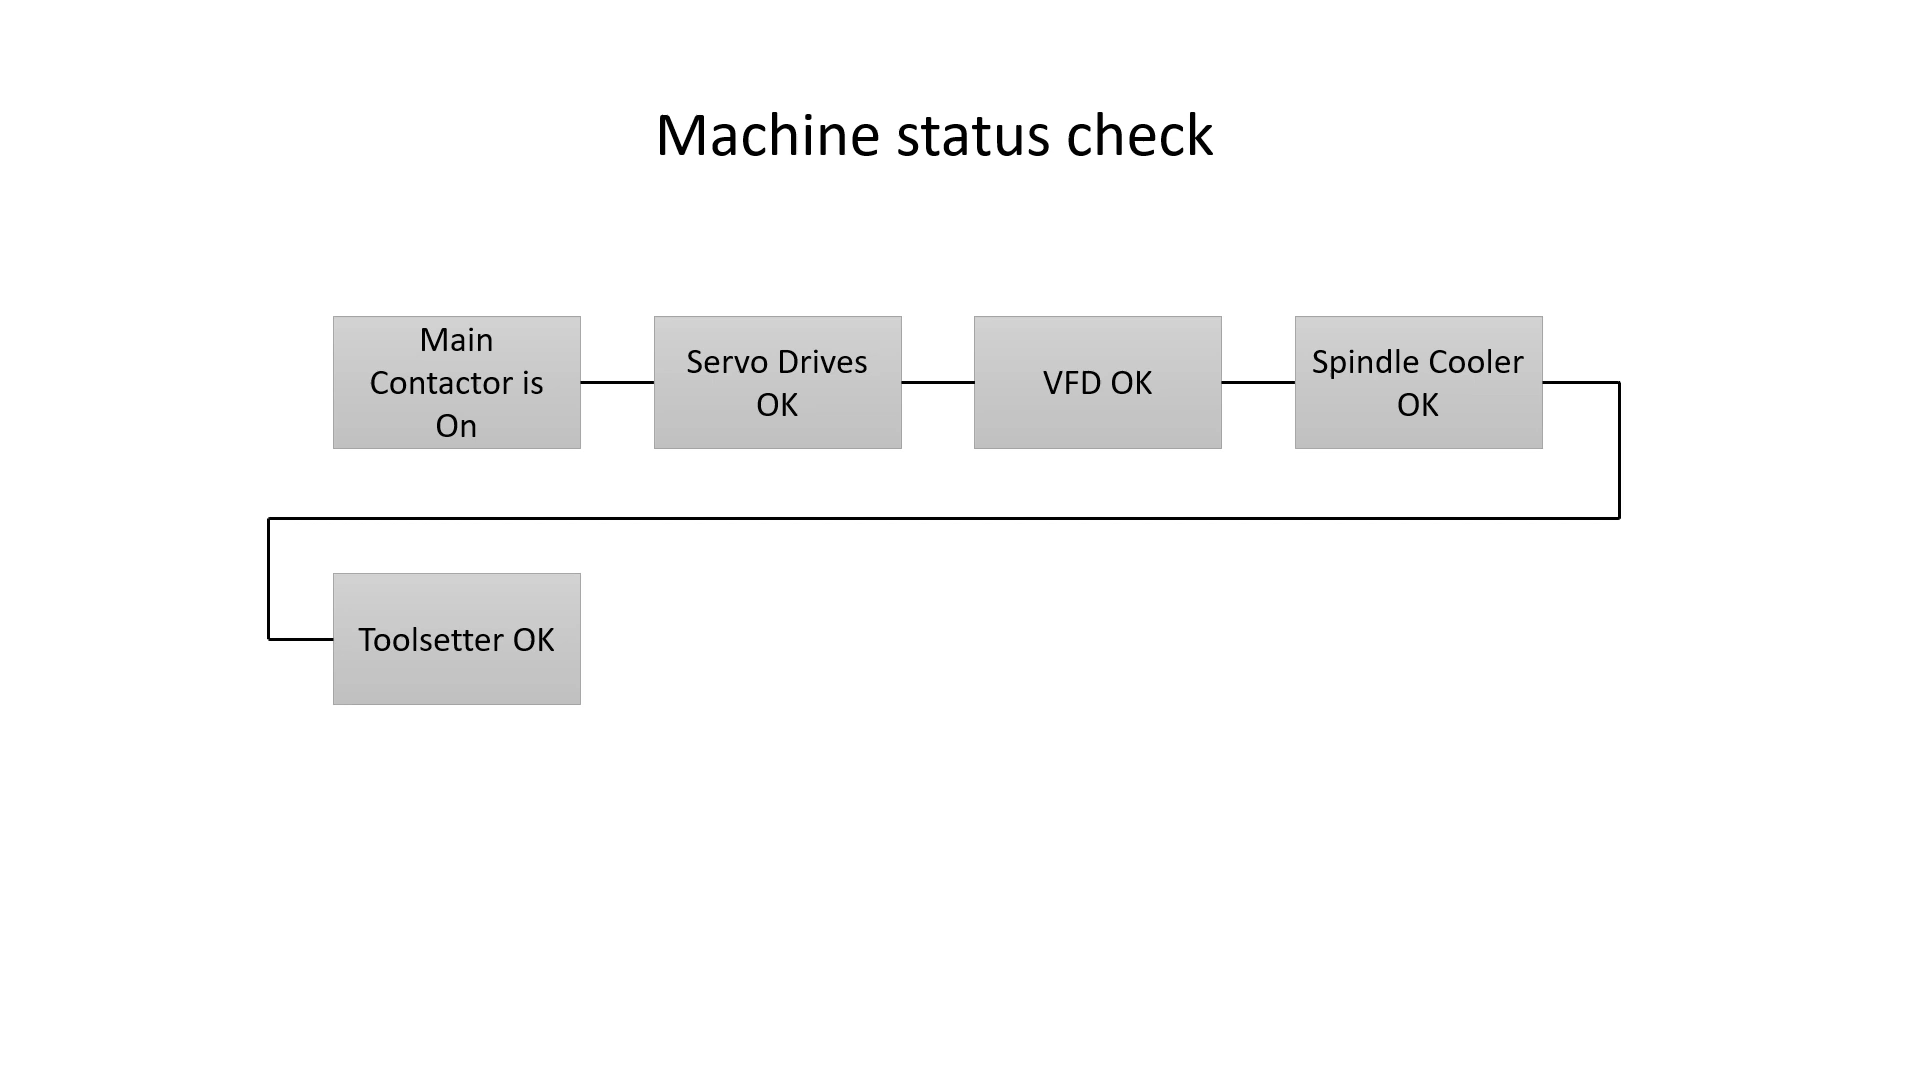 Machine status check
Main
Contactor is
On
Servo Drives
OK
VFD OK
Spindle Cooler
OK
Toolsetter OK